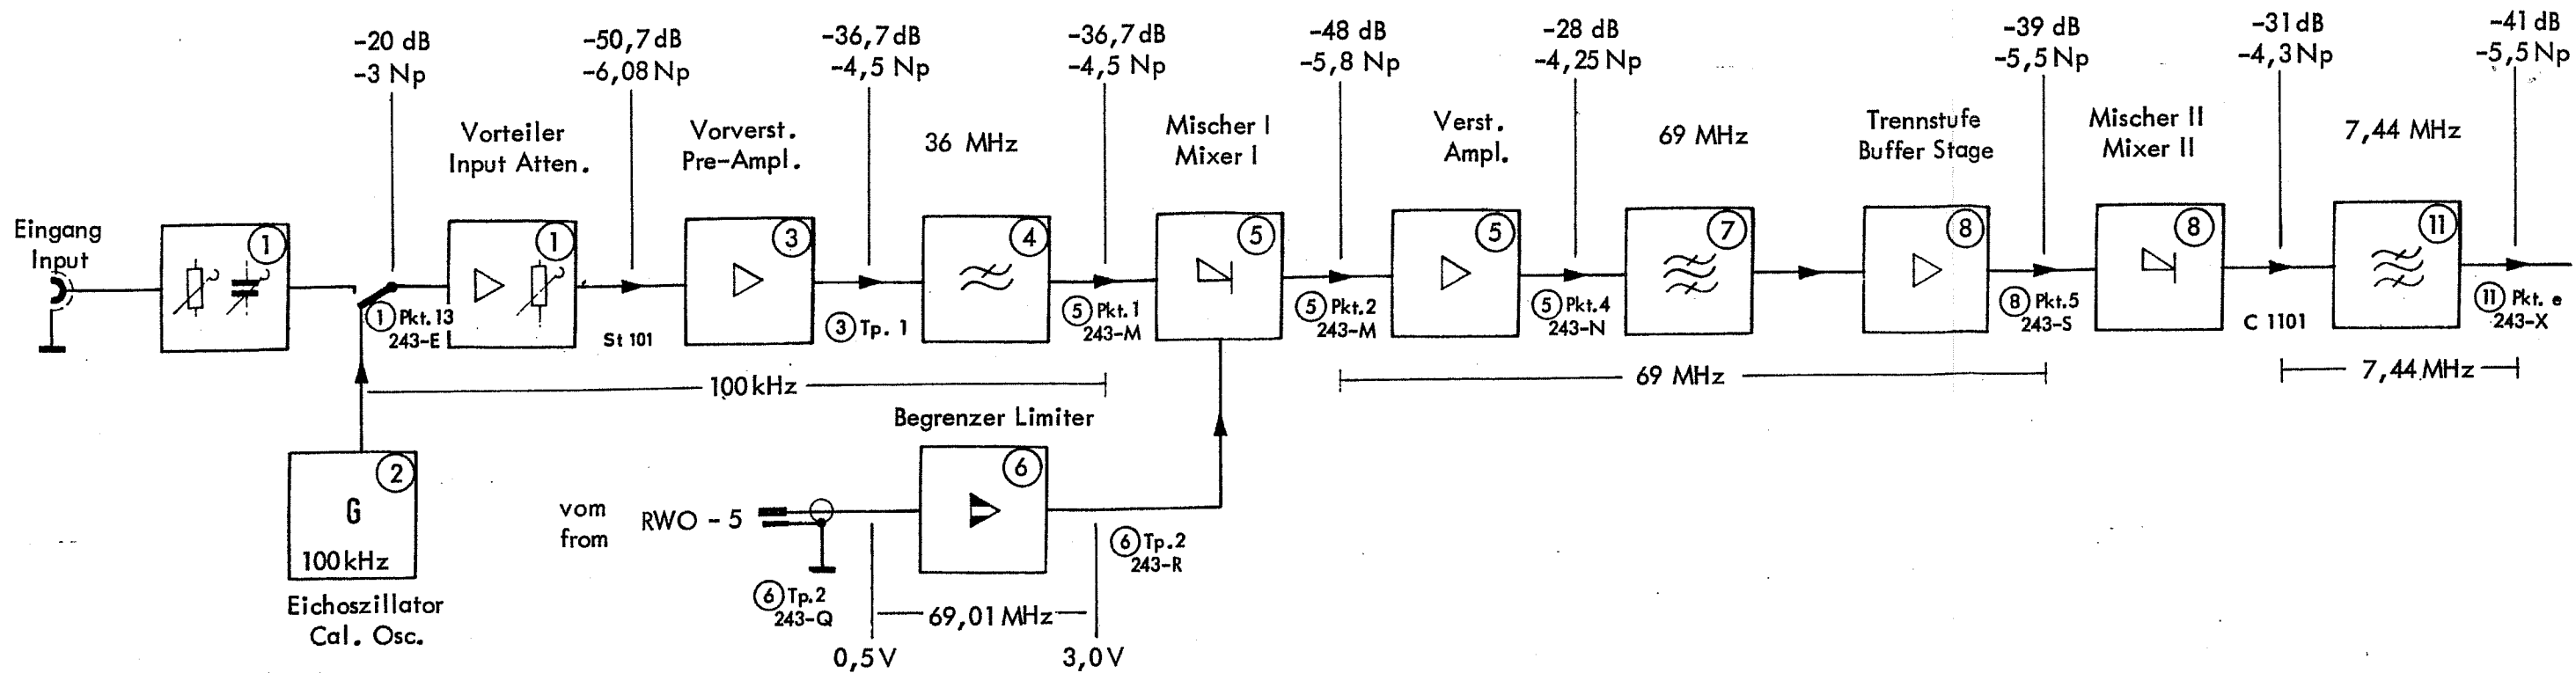 -20 dB
-3 Np
-50,7 dB
-6,08 Np
-36,7 dB
-4,5 Np
-36,7 dB
-4,5 Np
-48 dB
-5,8 Np
-28 dB
-4,25 Np
-39 dB
-5,5 Np
-31 dB
-4,3 Np
-41 dB
-5,5 Np
Vorteiler
Input Atten.
Vorverst.
Pre-Ampl.
36 MHz
Mischer I
Mixer I
Verst.
Ampl.
69 MHz
Trennstufe
Buffer Stage
Mischer II
Mixer II
7,44 MHz
Eingang
Input
1
1
3
4
5
5
7
8
8
11
1 Pkt. 13
243-E
St 101
3 Tp. 1
5 Pkt. 1
243-M
5 Pkt. 2
243-M
5 Pkt. 4
243-N
8 Pkt. 5
243-S
C 1101
11 Pkt. e
243-X
100 kHz
69 MHz
7,44 MHz
Begrenzer Limiter
2
G
100 kHz
Eichoszillator
Cal. Osc.
vom
from
RWO - 5
6
6 Tp. 2
243-Q
6 Tp. 2
243-R
69,01 MHz
0,5 V
3,0 V